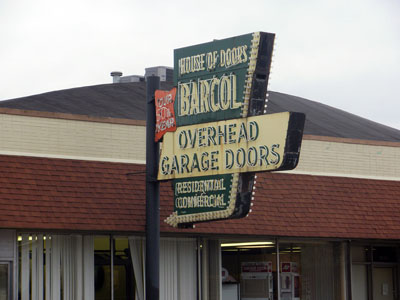 HOUSE OF DOORS
BARCOL
OVERHEAD
GARAGE DOORS
RESIDENTIAL
COMMERCIAL